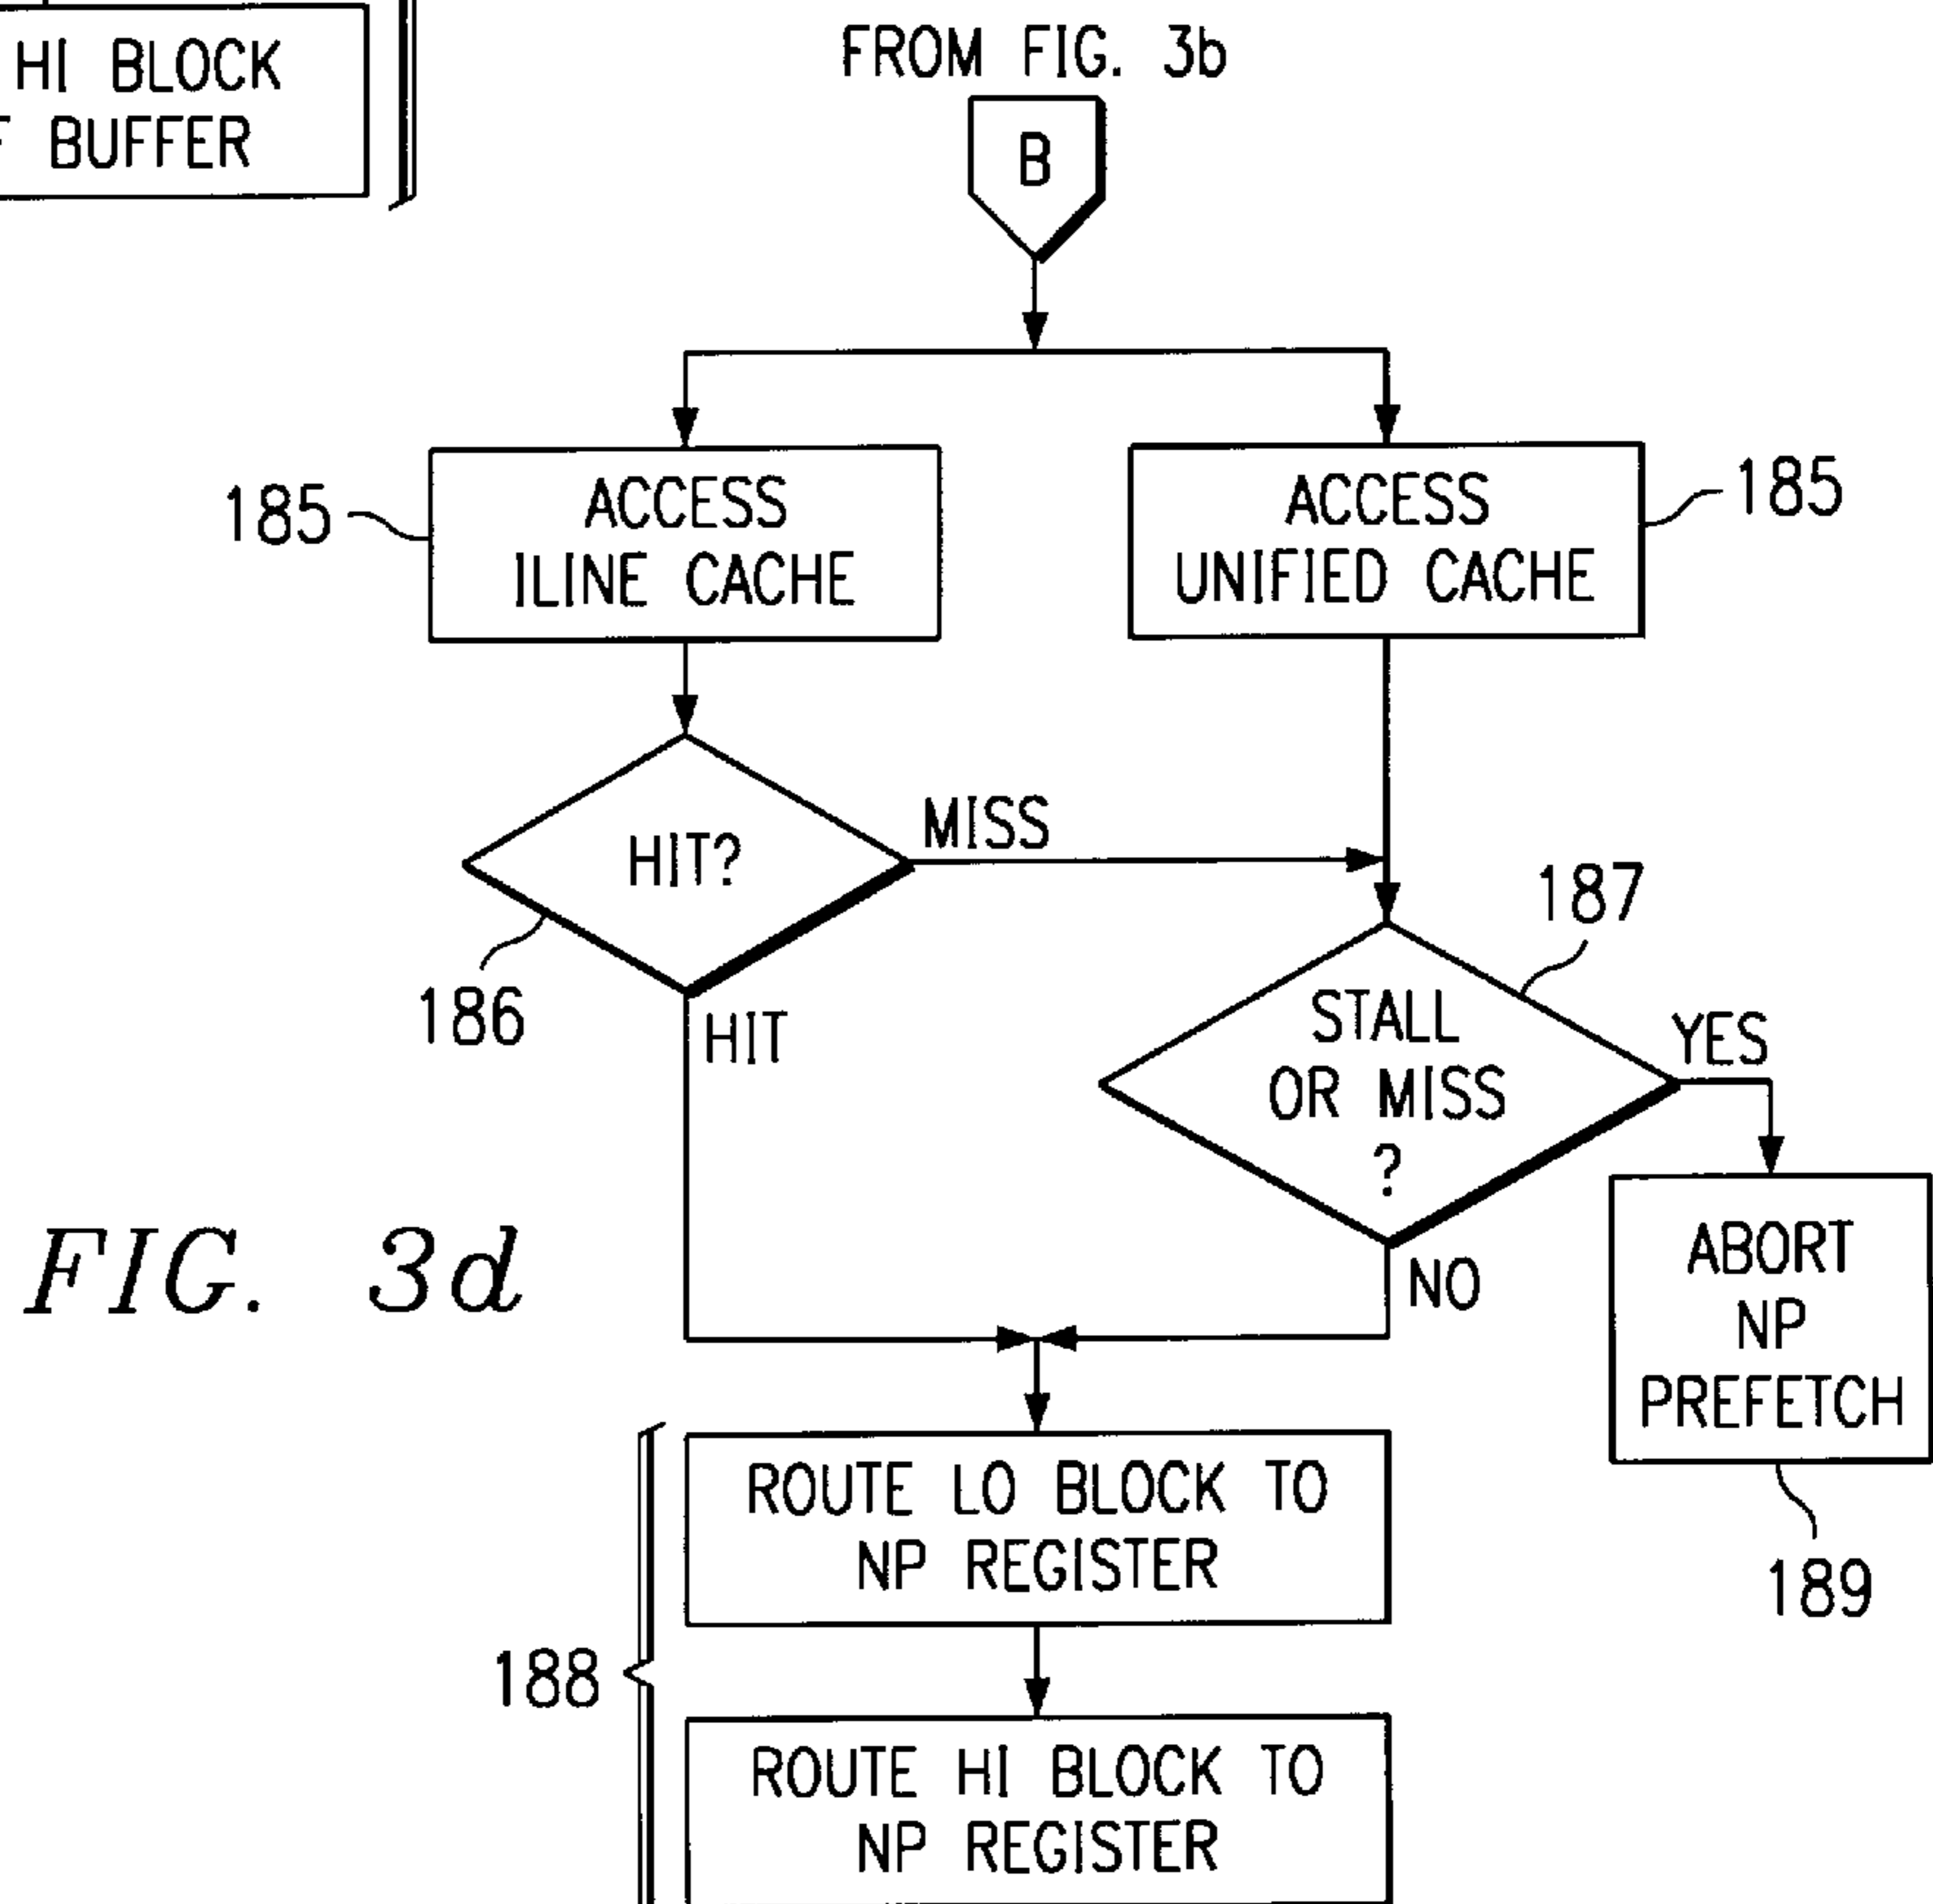 HI BLOCK
BUFFER
FROM FIG. 3b
B
185
ACCESS
ILINE CACHE
ACCESS
UNIFIED CACHE
185
HIT?
MISS
186
HIT
187
STALL
OR MISS
?
YES
NO
ABORT
NP
PREFETCH
189
FIG. 3d
188
ROUTE LO BLOCK TO
NP REGISTER
ROUTE HI BLOCK TO
NP REGISTER